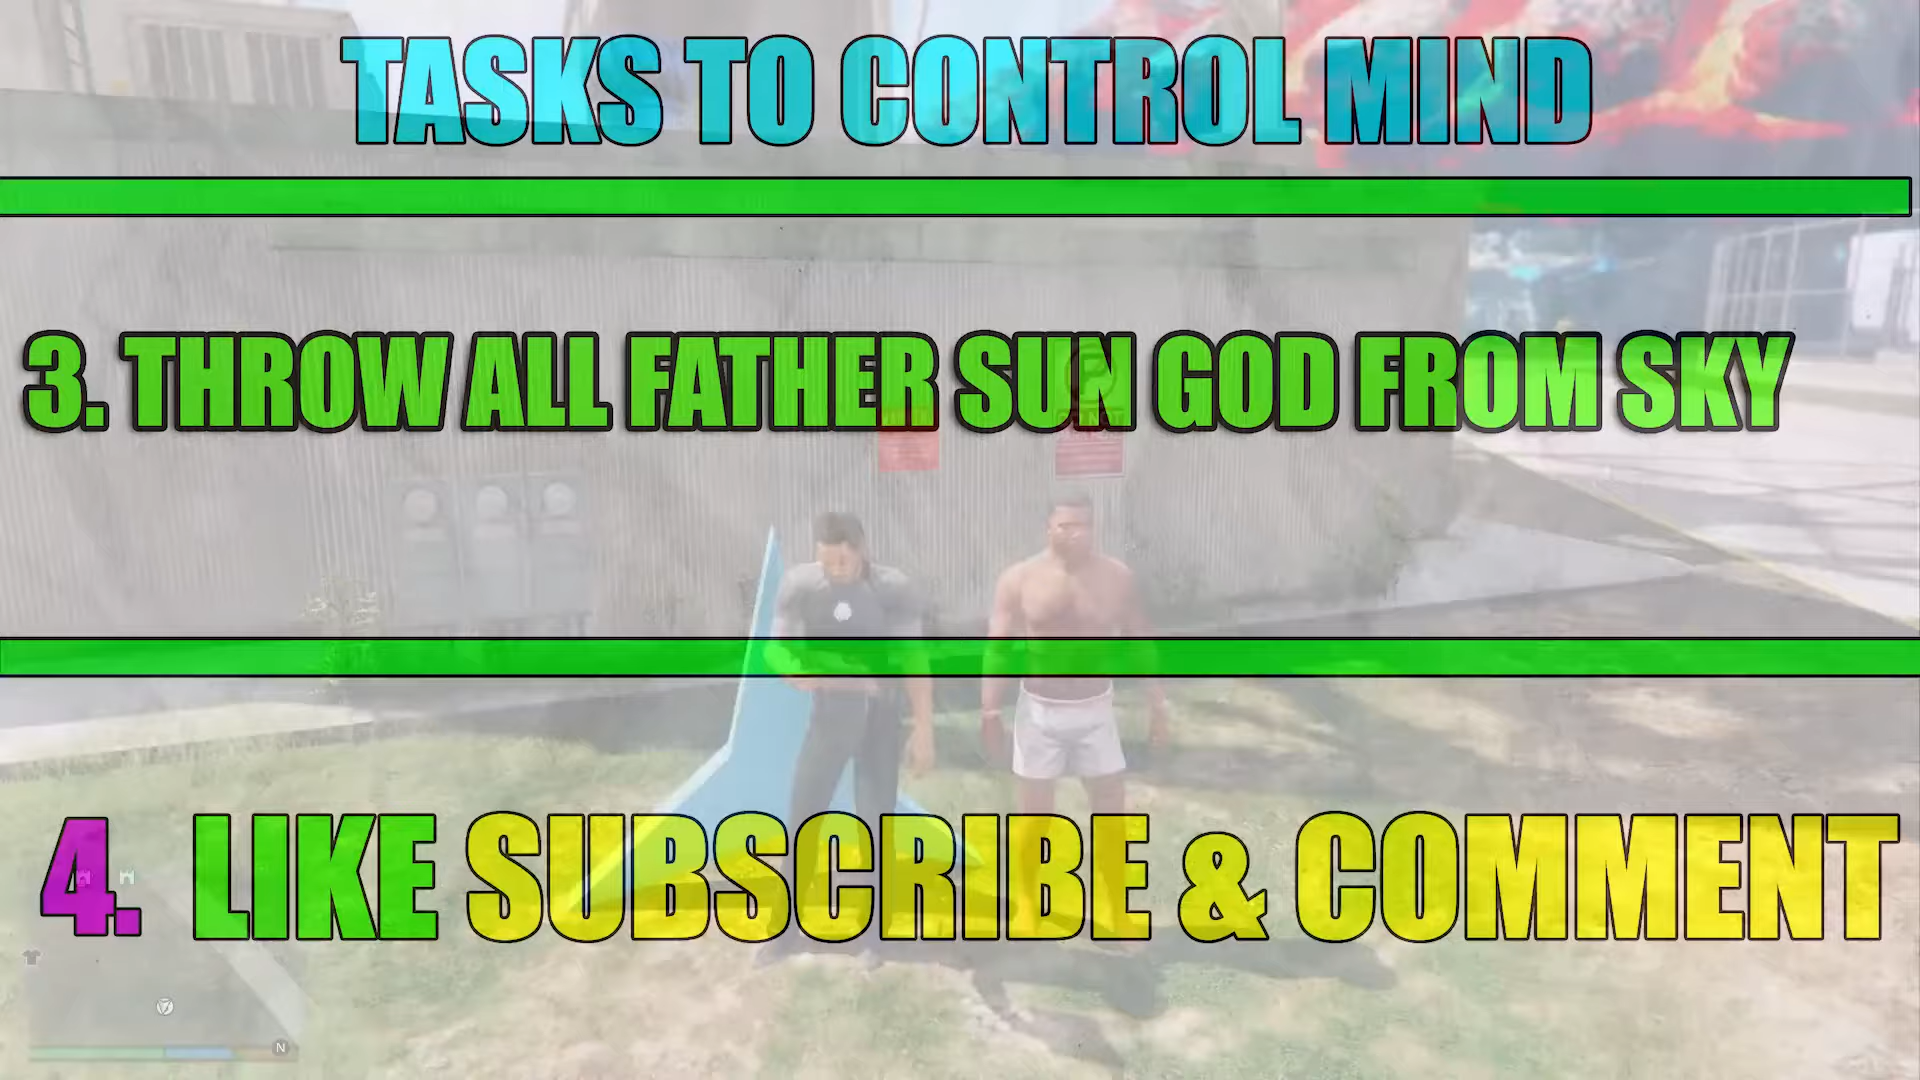 TASKS TO CONTROL MIND
3. THROW ALL FATHER SUN GOD FROM SKY
4. LIKE SUBSCRIBE & COMMENT
N